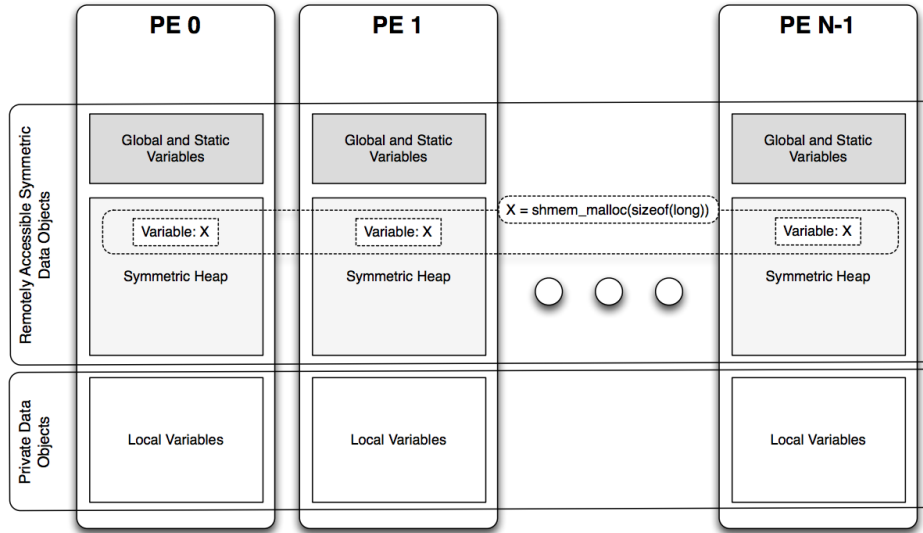 PE 0
PE 1
PE N-1
Remotely Accessible Symmetric
Data Objects
Global and Static
Variables
Global and Static
Variables
Global and Static
Variables
X = shmem_malloc(sizeof(long))
Variable: X
Variable: X
Variable: X
Symmetric Heap
Symmetric Heap
Symmetric Heap
Private Data
Objects
Local Variables
Local Variables
Local Variables